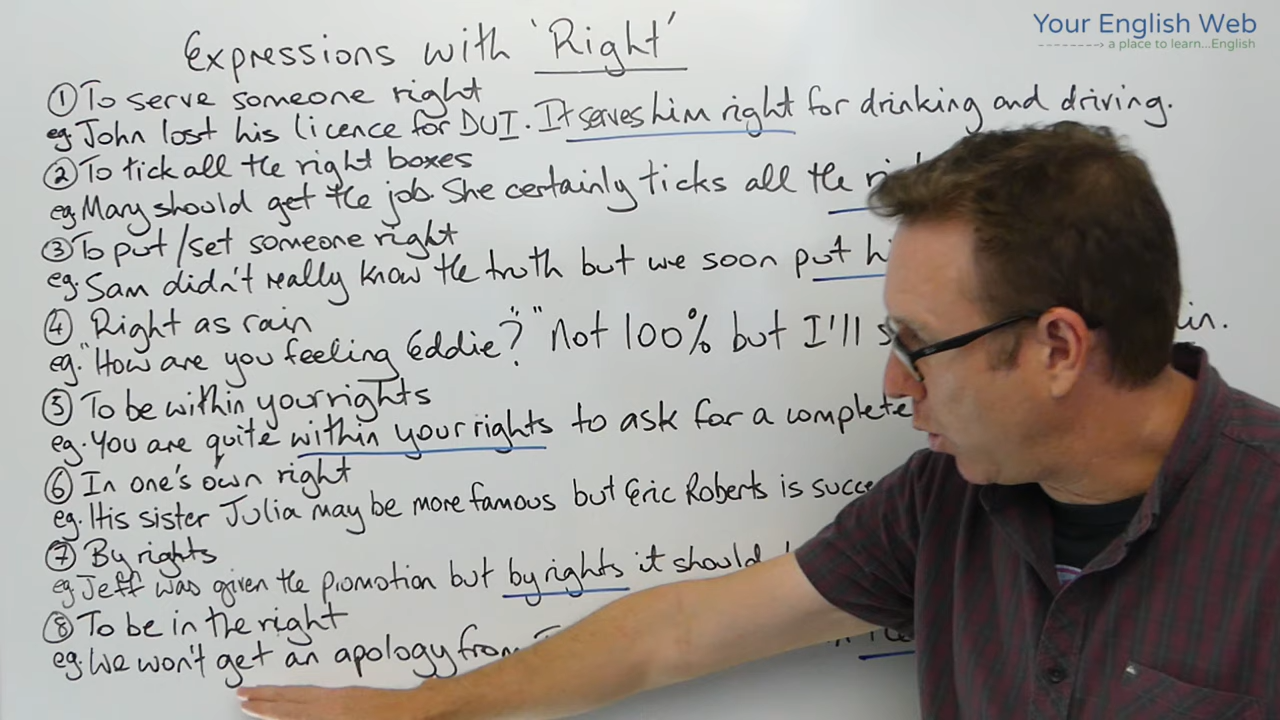 Your English Web
a place to learn...English
Expressions with 'Right'
① To serve someone right
eg. John lost his licence for DUI. It serves him right for drinking and driving.
② To tick all the right boxes
eg. Mary should get the job. She certainly ticks all the
③ To put/set someone right
eg. Sam didn't really know the truth but we soon put
④ Right as rain
eg. "How are you feeling Eddie?" "Not 100% but I'll
⑤ To be within your rights
eg. You are quite within your rights to ask for a complete
⑥ In one's own right
eg. His sister Julia may be more famous but Eric Roberts is
⑦ By rights
eg. Jeff was given the promotion but by rights it should
⑧ To be in the right
eg. We won't get an apology from